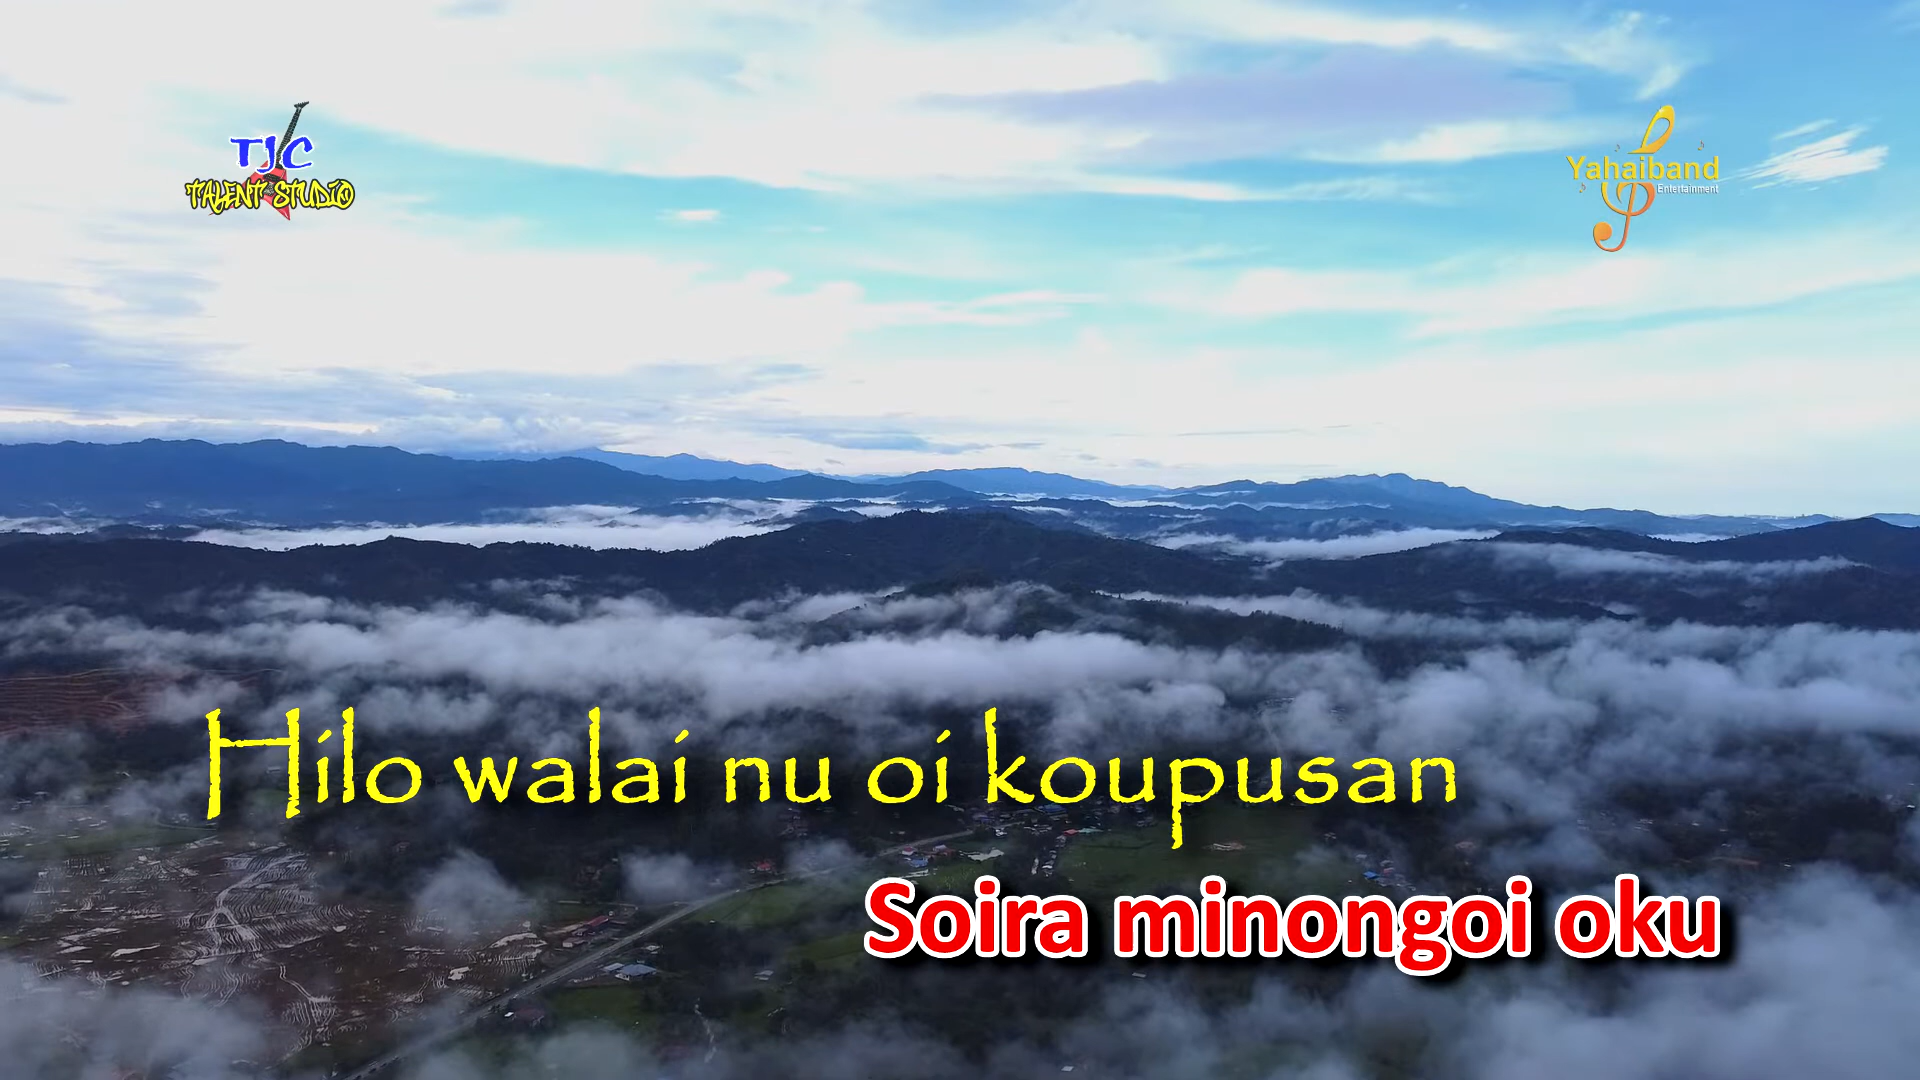 TJC
TALENT STUDIO
Yahaiband
Entertainment
Hilo walai nu oi koupusan
Soira minongoi oku